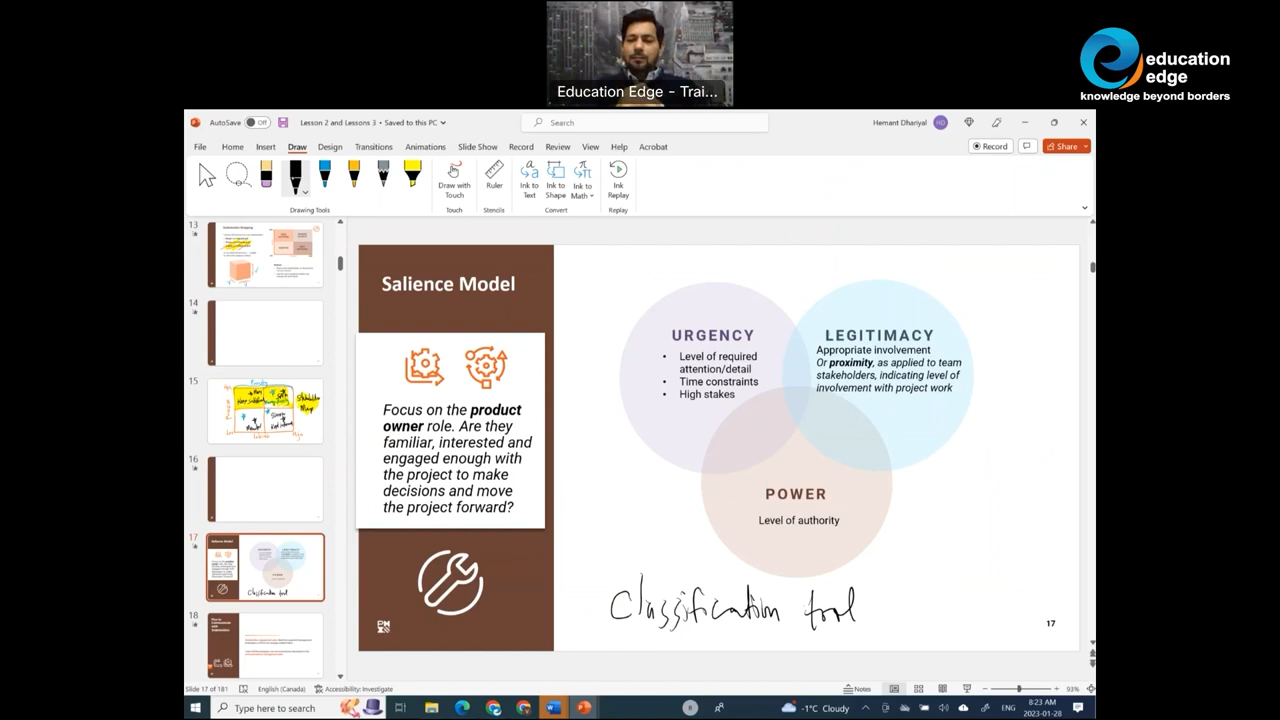 Education Edge - Trai...
education
edge
knowledge beyond borders
AutoSave Off Lesson 2 and Lessons 3 • Saved to this PC
Search
Hemant Dhariyal HD
File Home Insert Draw Design Transitions Animations Slide Show Record Review View Help Acrobat
Record Share
Draw with
Touch
Ruler
Ink to
Text
Ink to
Shape
Ink to
Math
Ink
Replay
Drawing Tools Touch Stencils Convert Replay
13
14
15
16
17
18
Salience Model
Focus on the product
owner role. Are they
familiar, interested and
engaged enough with
the project to make
decisions and move
the project forward?
URGENCY
• Level of required
attention/detail
• Time constraints
• High stakes
LEGITIMACY
Appropriate involvement
Or proximity, as applied to team
stakeholders, indicating level of
involvement with project work
POWER
Level of authority
Classification tool
17
Slide 17 of 181 English (Canada) Accessibility: Investigate Notes 93%
Type here to search
-1°C Cloudy ENG 8:23 AM
2023-01-28